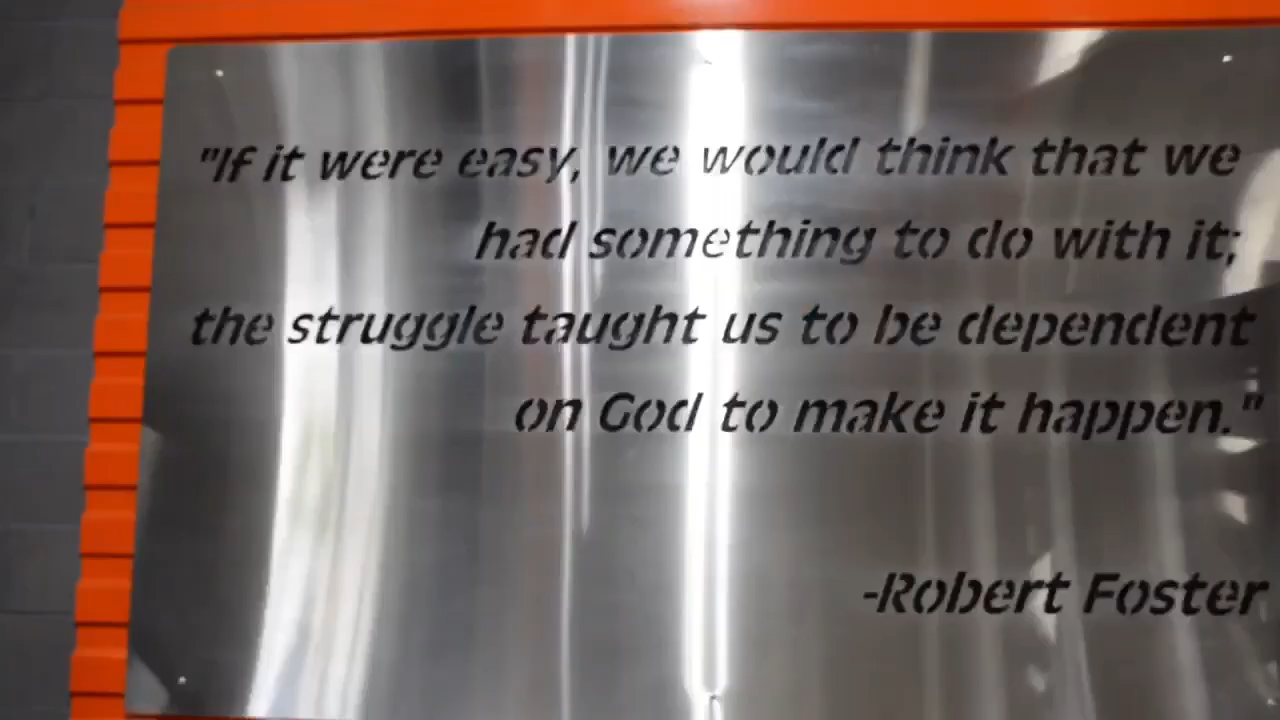 "If it were easy, we would think that we
had something to do with it;
the struggle taught us to be dependent
on God to make it happen."
-Robert Foster